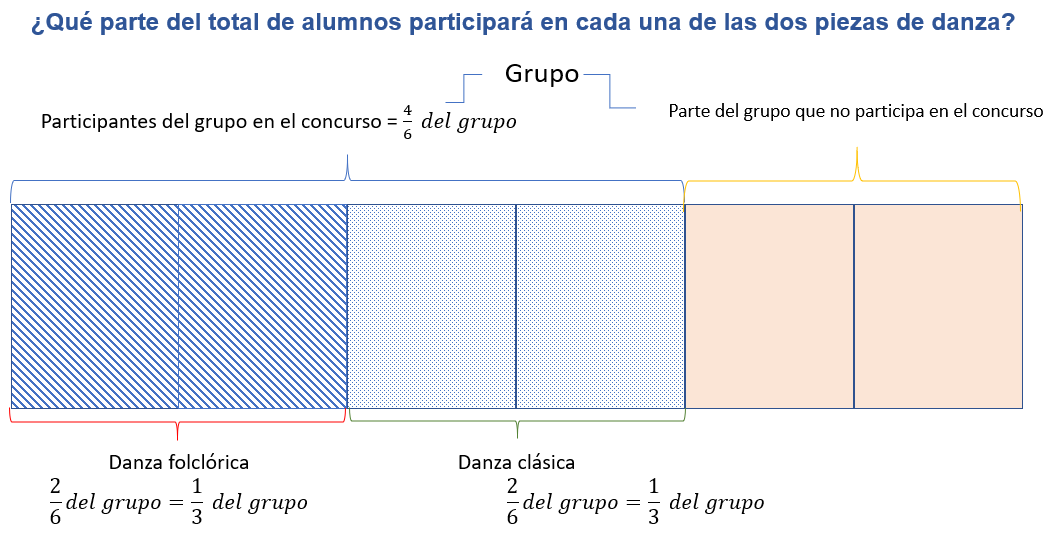 ¿Qué parte del total de alumnos participará en cada una de las dos piezas de danza?
Grupo
Participantes del grupo en el concurso = 4/6 del grupo
Parte del grupo que no participa en el concurso
Danza folclórica
2/6 del grupo = 1/3 del grupo
Danza clásica
2/6 del grupo = 1/3 del grupo